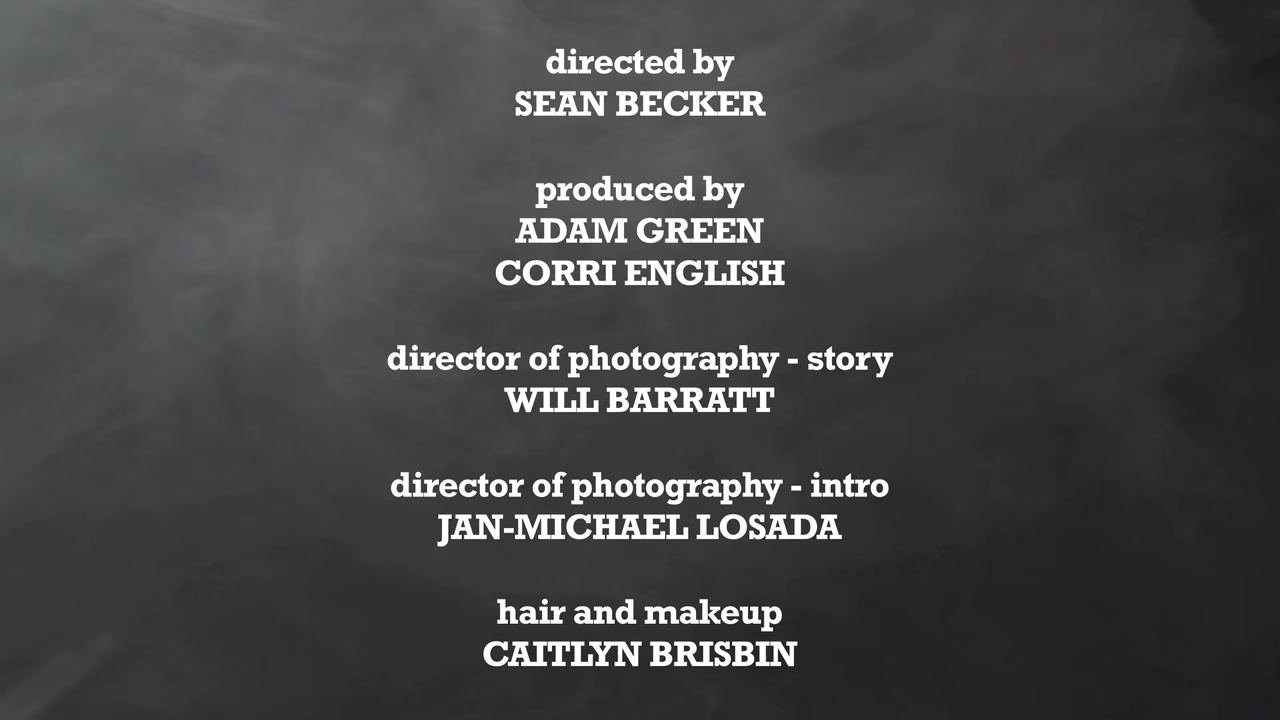 directed by
SEAN BECKER
produced by
ADAM GREEN
CORRI ENGLISH
director of photography - story
WILL BARRATT
director of photography - intro
JAN-MICHAEL LOSADA
hair and makeup
CAITLYN BRISBIN